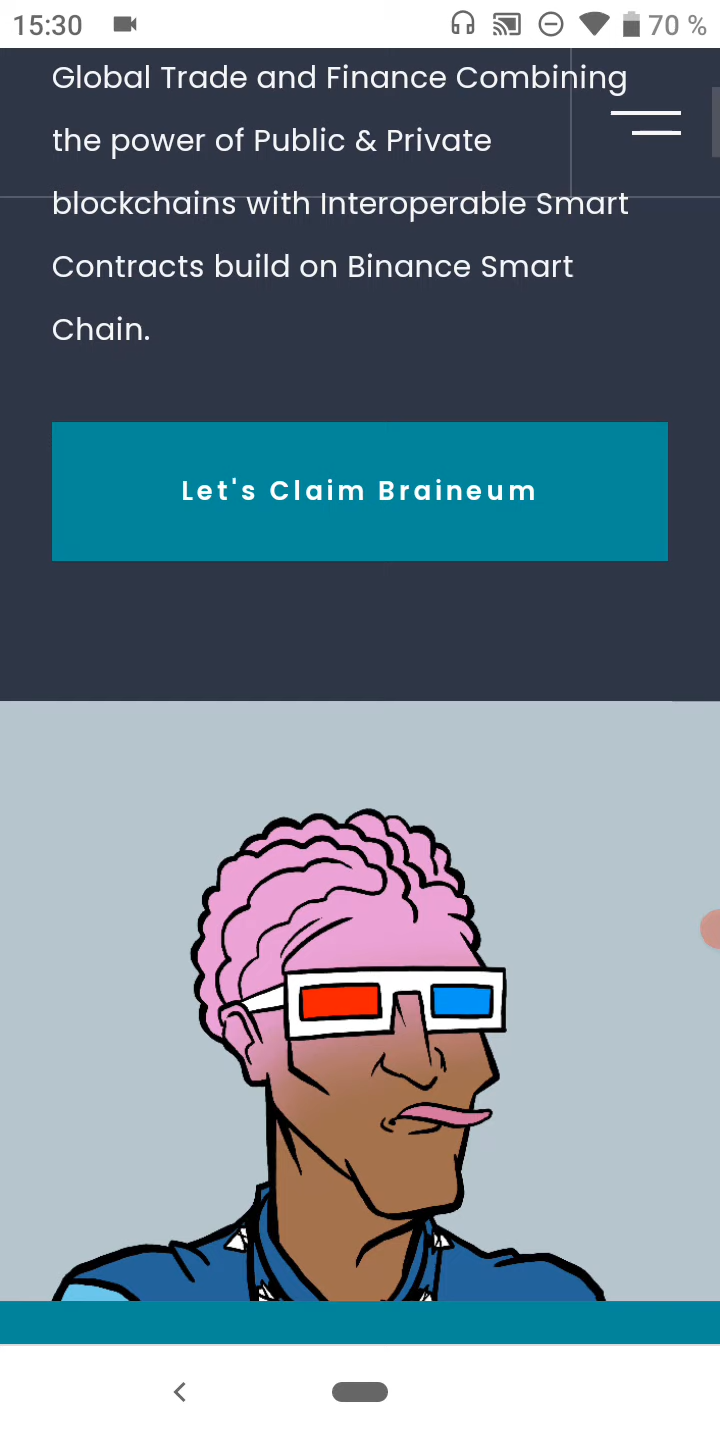 15:30
70 %
Global Trade and Finance Combining
the power of Public & Private
blockchains with Interoperable Smart
Contracts build on Binance Smart
Chain.
Let's Claim Braineum